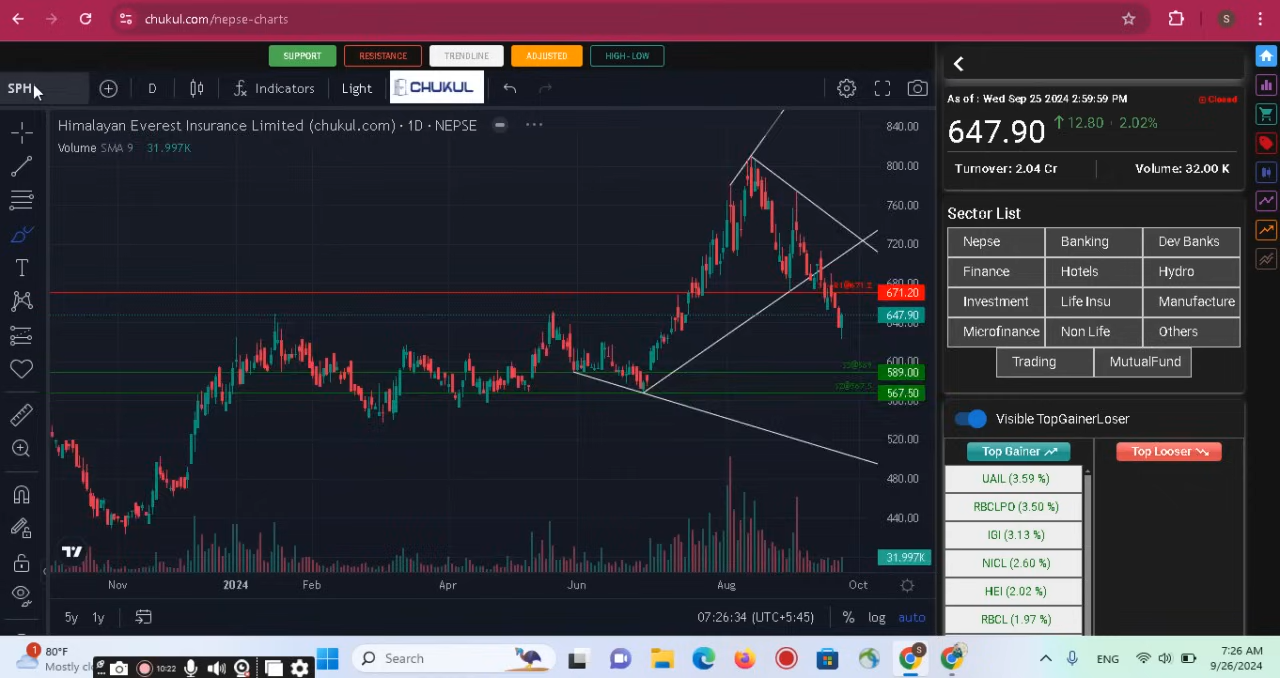 chukul.com/nepse-charts
S
SUPPORT
RESISTANCE
TRENDLINE
ADJUSTED
HIGH-LOW
SPH
D
Indicators
Light
CHUKUL
Himalayan Everest Insurance Limited (chukul.com) · 1D · NEPSE
Volume SMA 9 31.997K
840.00
800.00
760.00
720.00
671.20
647.90
600.00
589.00
567.50
520.00
480.00
440.00
31.997K
Nov
2024
Feb
Apr
Jun
Aug
Oct
5y
1y
07:26:34 (UTC+5:45)
%
log
auto
As of : Wed Sep 25 2024 2:59:59 PM
Closed
647.90
12.80 · 2.02%
Turnover: 2.04 Cr
Volume: 32.00 K
Sector List
Nepse
Banking
Dev Banks
Finance
Hotels
Hydro
Investment
Life Insu
Manufacture
Microfinance
Non Life
Others
Trading
MutualFund
Visible TopGainerLoser
Top Gainer
Top Looser
UAIL (3.59 %)
RBCLPO (3.50 %)
IGI (3.13 %)
NICL (2.60 %)
HEI (2.02 %)
RBCL (1.97 %)
1
80°F
Mostly cl
10:22
Search
S
ENG
7:26 AM
9/26/2024